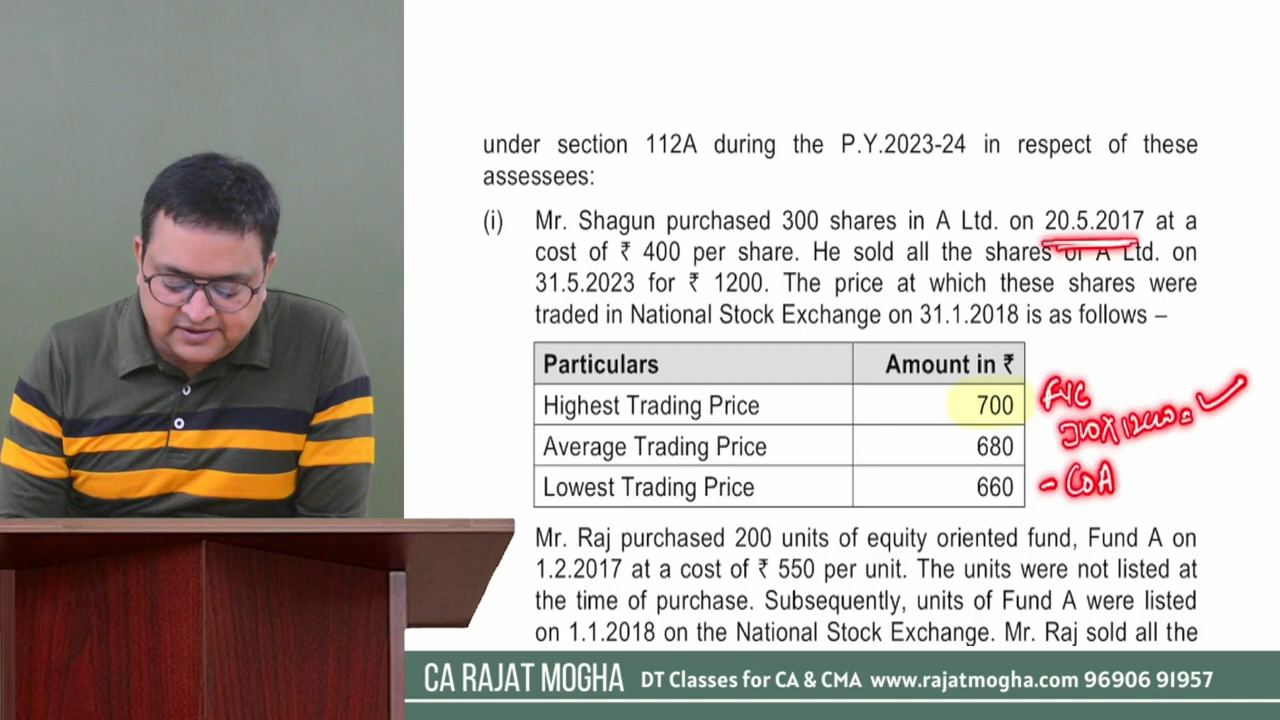 under section 112A during the P.Y.2023-24 in respect of these
assessees:
(i) Mr. Shagun purchased 300 shares in A Ltd. on 20.5.2017 at a
cost of ₹ 400 per share. He sold all the shares of A Ltd. on
31.5.2023 for ₹ 1200. The price at which these shares were
traded in National Stock Exchange on 31.1.2018 is as follows –
Particulars Amount in ₹
Highest Trading Price 700
FVC
300x1200=
Average Trading Price 680
Lowest Trading Price 660
- COA
Mr. Raj purchased 200 units of equity oriented fund, Fund A on
1.2.2017 at a cost of ₹ 550 per unit. The units were not listed at
the time of purchase. Subsequently, units of Fund A were listed
on 1.1.2018 on the National Stock Exchange. Mr. Raj sold all the
CA RAJAT MOGHA DT Classes for CA & CMA www.rajatmogha.com 96906 91957